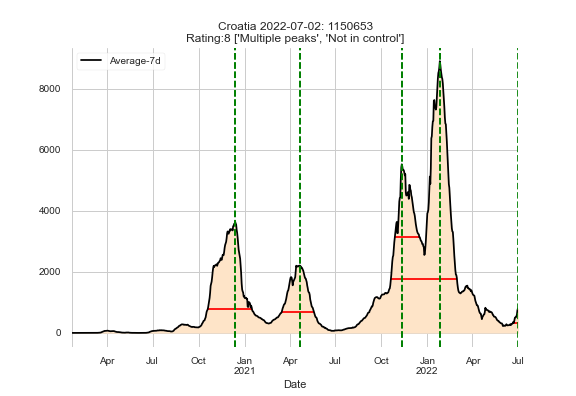 Croatia 2022-07-02: 1150653
Rating:8 ['Multiple peaks', 'Not in control']
Average-7d
8000
6000
4000
2000
0
Apr Jul Oct Jan Apr Jul Oct Jan Apr Jul
2021 2022
Date